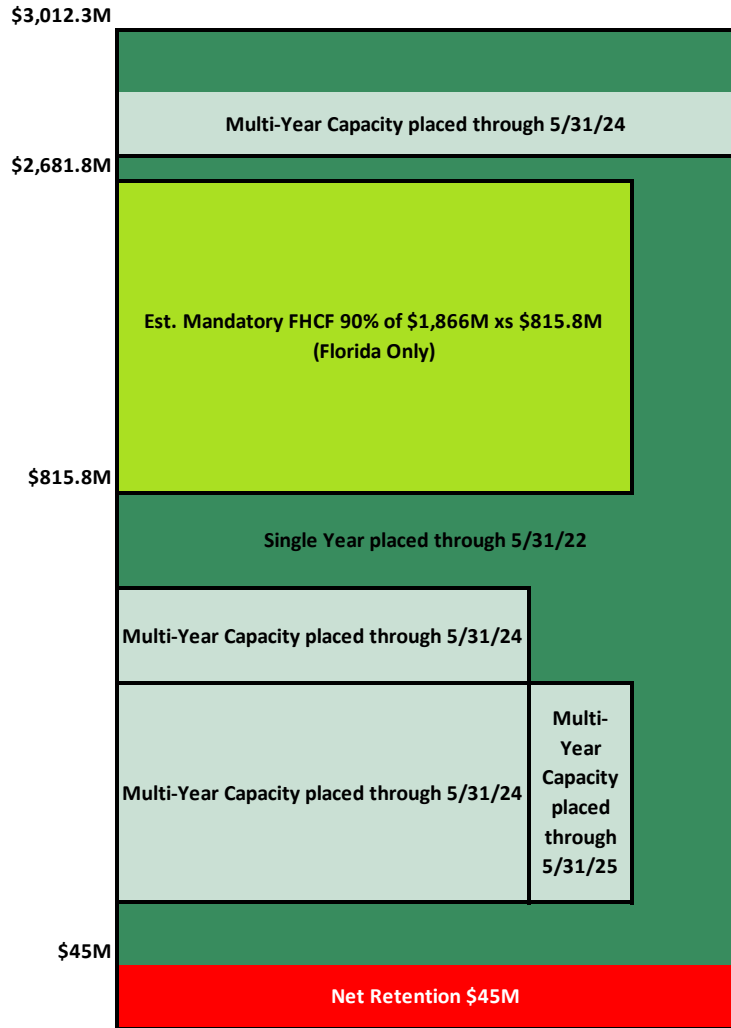 $3,012.3M
Multi-Year Capacity placed through 5/31/24
$2,681.8M
Est. Mandatory FHCF 90% of $1,866M xs $815.8M
(Florida Only)
$815.8M
Single Year placed through 5/31/22
Multi-Year Capacity placed through 5/31/24
Multi-Year Capacity placed through 5/31/24
Multi-
Year
Capacity
placed
through
5/31/25
$45M
Net Retention $45M